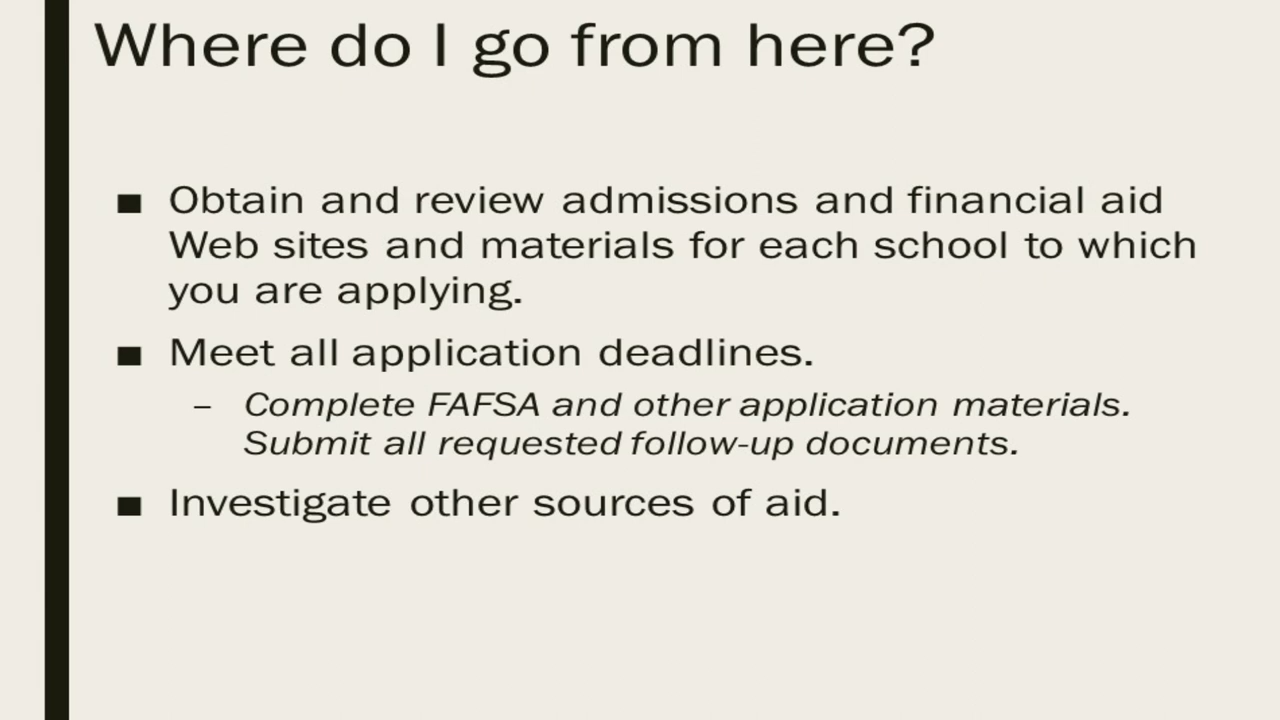 Where do I go from here?
■ Obtain and review admissions and financial aid
Web sites and materials for each school to which
you are applying.
■ Meet all application deadlines.
– Complete FAFSA and other application materials.
Submit all requested follow-up documents.
■ Investigate other sources of aid.